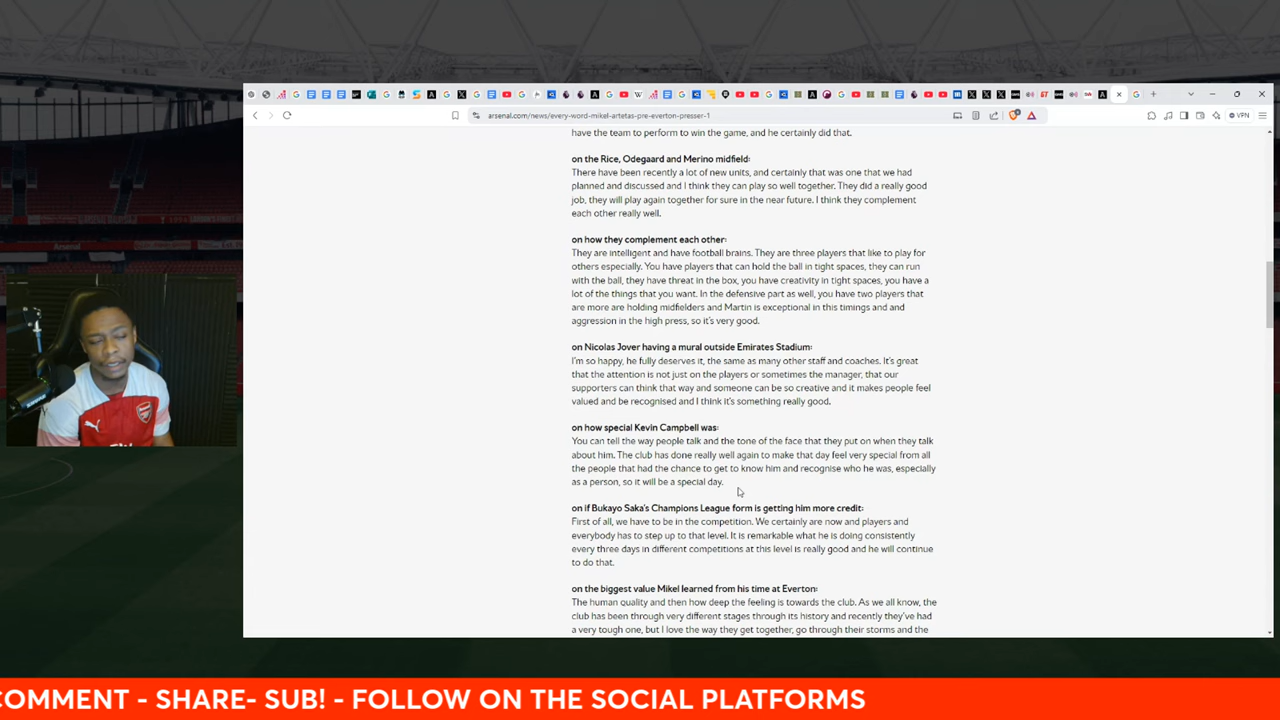 arsenal.com/news/every-word-mikel-artetas-pre-everton-presser-1
VPN
have the team to perform to win the game, and he certainly did that.
on the Rice, Odegaard and Merino midfield:
There have been recently a lot of new units, and certainly that was one that we had
planned and discussed and I think they can play so well together. They did a really good
job, they will play again together for sure in the near future. I think they complement
each other really well.
on how they complement each other:
They are intelligent and have football brains. They are three players that like to play for
others especially. You have players that can hold the ball in tight spaces, they can run
with the ball, they have threat in the box, you have creativity in tight spaces, you have a
lot of the things that you want. In the defensive part as well, you have two players that
are more are holding midfielders and Martin is exceptional in this timings and and
aggression in the high press, so it's very good.
on Nicolas Jover having a mural outside Emirates Stadium:
I'm so happy, he fully deserves it, the same as many other staff and coaches. It's great
that the attention is not just on the players or sometimes the manager, that our
supporters can think that way and someone can be so creative and it makes people feel
valued and be recognised and I think it's something really good.
on how special Kevin Campbell was:
You can tell the way people talk and the tone of the face that they put on when they talk
about him. The club has done really well again to make that day feel very special from all
the people that had the chance to get to know him and recognise who he was, especially
as a person, so it will be a special day.
on if Bukayo Saka's Champions League form is getting him more credit:
First of all, we have to be in the competition. We certainly are now and players and
everybody has to step up to that level. It is remarkable what he is doing consistently
every three days in different competitions at this level is really good and he will continue
to do that.
on the biggest value Mikel learned from his time at Everton:
The human quality and then how deep the feeling is towards the club. As we all know, the
club has been through very different stages through its history and recently they've had
a very tough one, but I love the way they get together, go through their storms and the
COMMENT - SHARE- SUB! - FOLLOW ON THE SOCIAL PLATFORMS